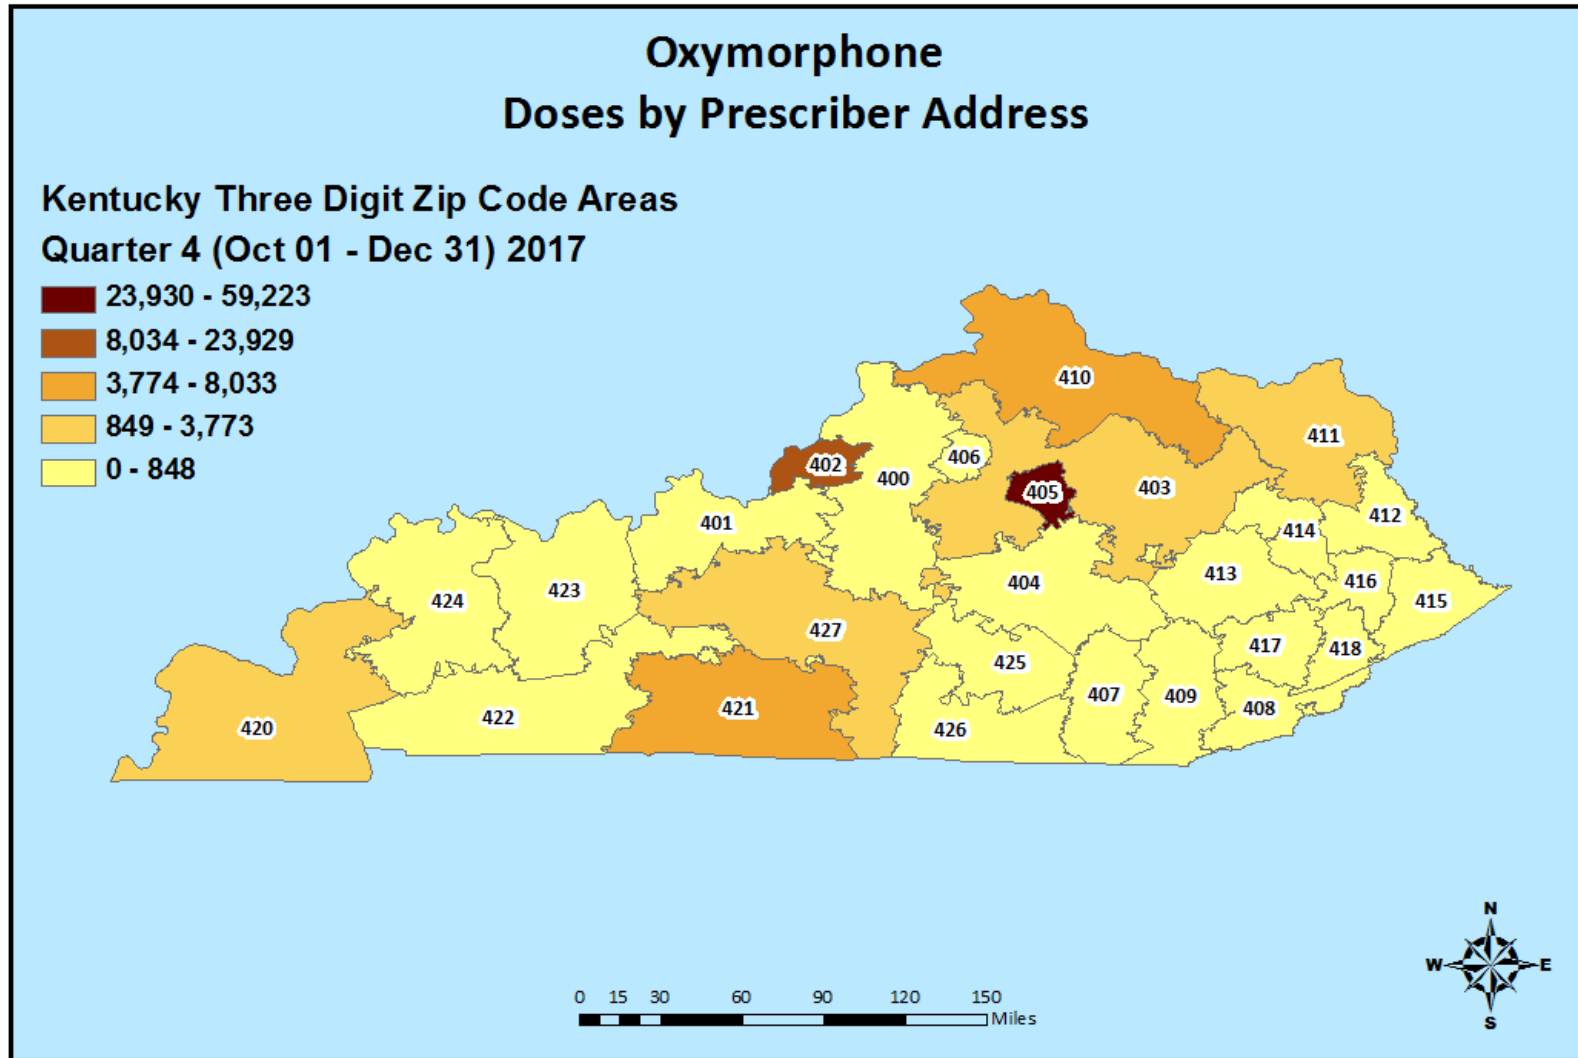 Oxymorphone
Doses by Prescriber Address
Kentucky Three Digit Zip Code Areas
Quarter 4 (Oct 01 - Dec 31) 2017
23,930 - 59,223
8,034 - 23,929
3,774 - 8,033
849 - 3,773
0 - 848
410
411
406
402
400
405
403
401
414
412
404
413
416
415
424
423
427
425
417
418
407
409
408
420
422
421
426
N
W E
S
0 15 30 60 90 120 150
Miles